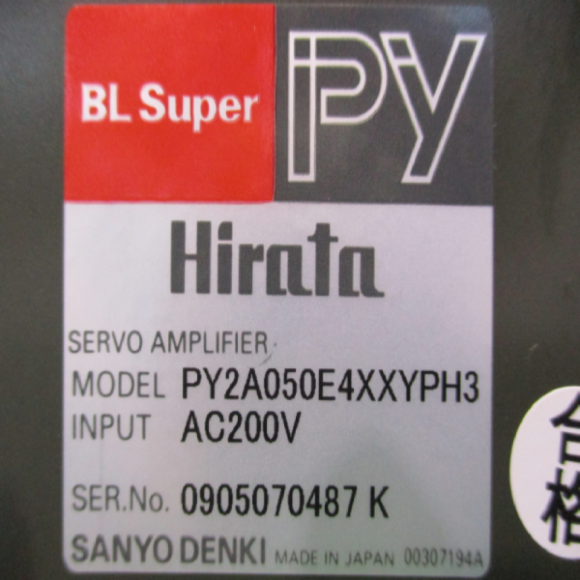 BL Super PY
Hirata
SERVO AMPLIFIER
MODEL PY2A050E4XXYPH3
INPUT AC200V
SER.No. 0905070487 K
SANYO DENKI MADE IN JAPAN 00307194A
合格